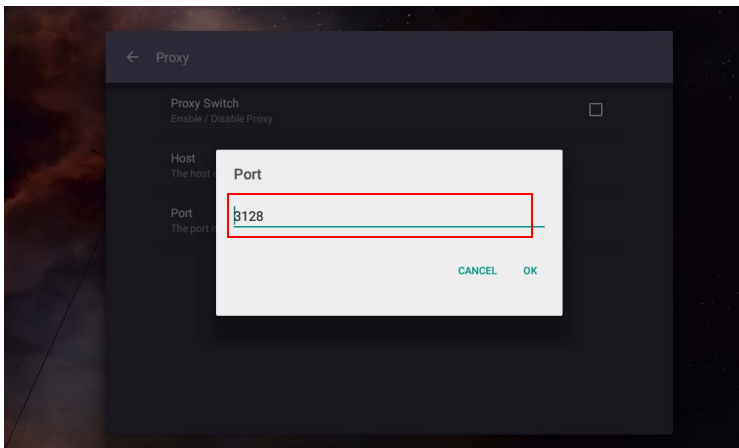 Proxy
Proxy Switch
Enable / Disable Proxy
Host
The host
Port
The port
Port
3128
CANCEL OK